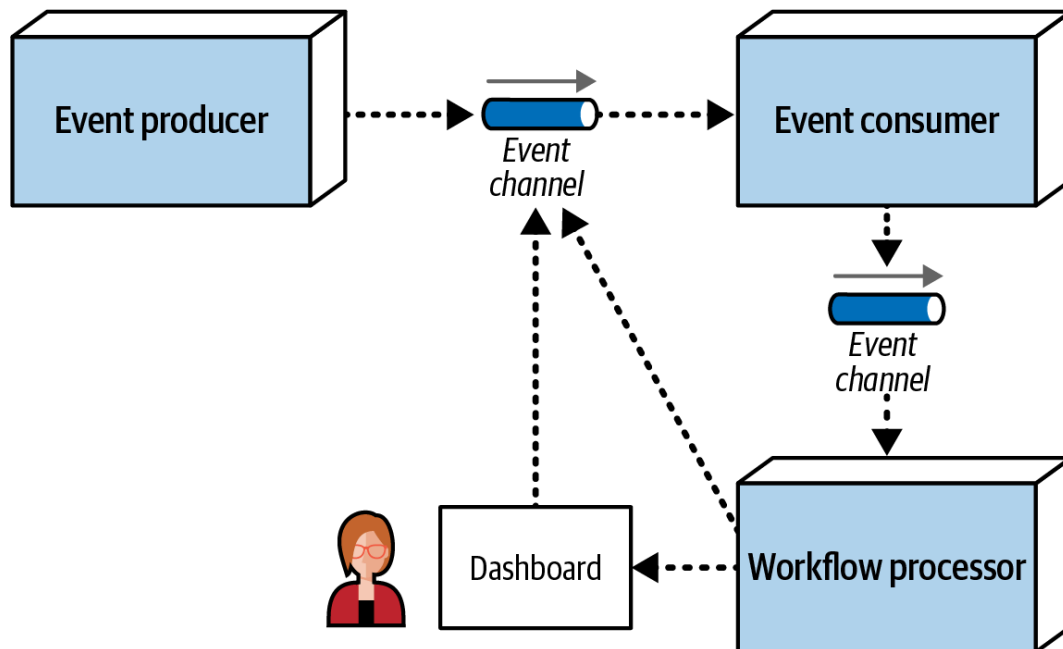 Event producer
Event
channel
Event consumer
Event
channel
Dashboard
Workflow processor